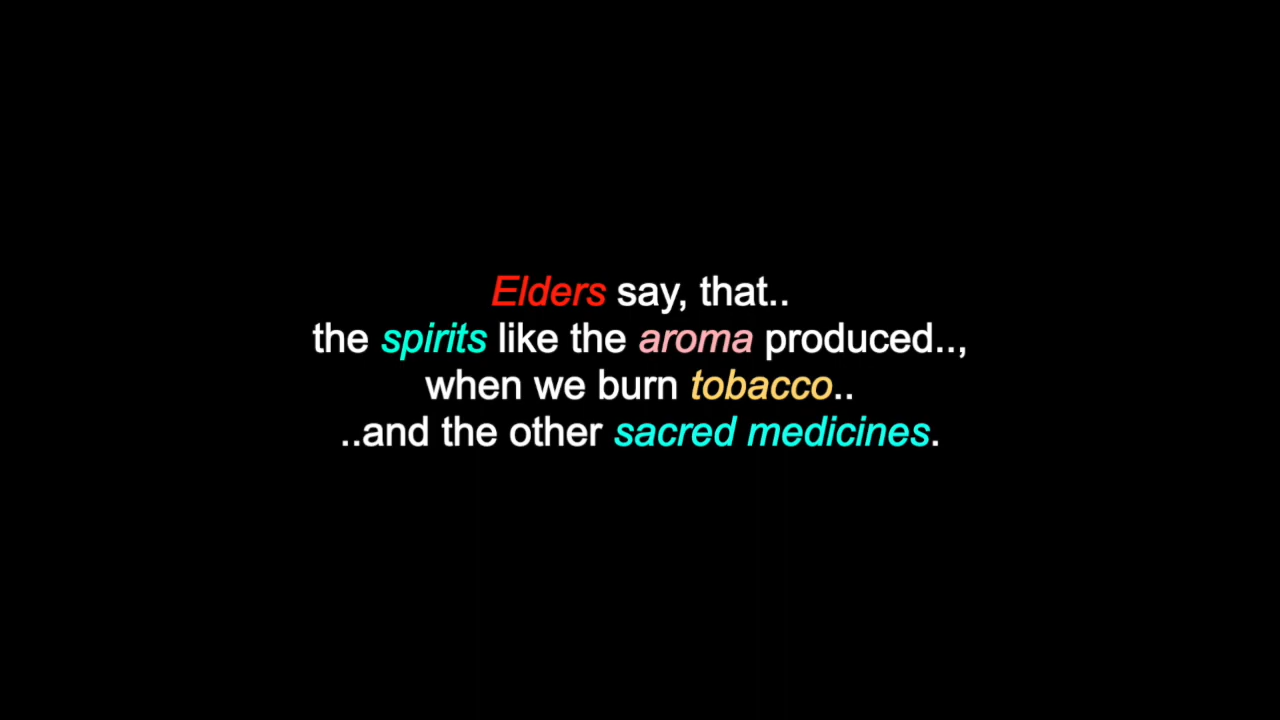 Elders say, that..
the spirits like the aroma produced..,
when we burn tobacco..
..and the other sacred medicines.